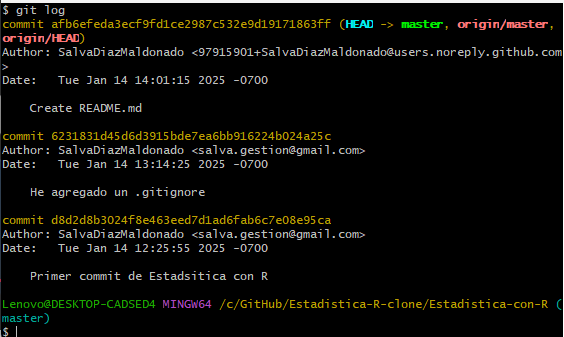 $ git log
commit afb6efeda3ecf9fd1ce2987c532e9d19171863ff (HEAD -> master, origin/master,
origin/HEAD)
Author: SalvaDiazMaldonado <97915901+SalvaDiazMaldonado@users.noreply.github.com
>
Date:   Tue Jan 14 14:01:15 2025 -0700

    Create README.md

commit 6231831d45d6d3915bde7ea6bb916224b024a25c
Author: SalvaDiazMaldonado <salva.gestion@gmail.com>
Date:   Tue Jan 14 13:14:25 2025 -0700

    He agregado un .gitignore

commit d8d2d8b3024f8e463eed7d1ad6fab6c7e08e95ca
Author: SalvaDiazMaldonado <salva.gestion@gmail.com>
Date:   Tue Jan 14 12:25:55 2025 -0700

    Primer commit de Estadsitica con R

Lenovo@DESKTOP-CADSED4 MINGW64 /c/GitHub/Estadistica-R-clone/Estadistica-con-R (
master)
$